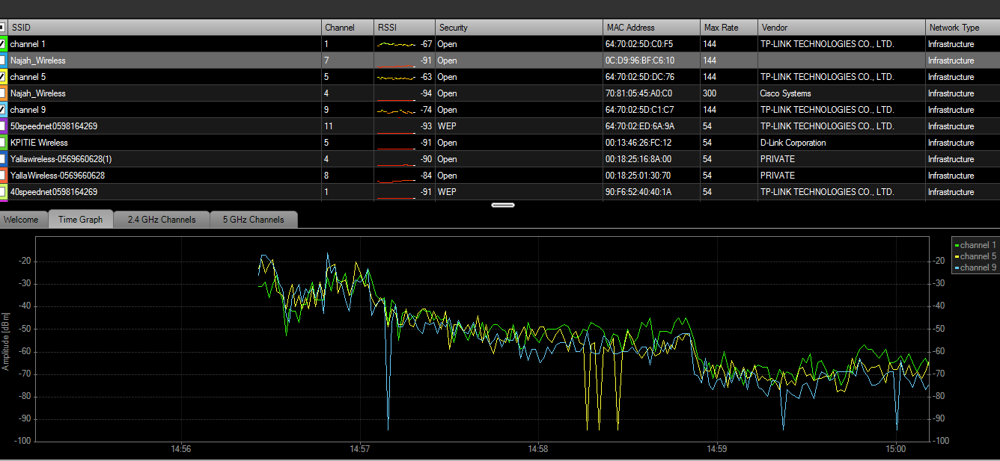 SSID Channel RSSI Security MAC Address Max Rate Vendor Network Type
channel 1 1 -67 Open 64:70:02:5D:C0:F5 144 TP-LINK TECHNOLOGIES CO., LTD. Infrastructure
Najah_Wireless 7 -91 Open 0C:D9:96:BF:C6:10 144 Infrastructure
channel 5 5 -63 Open 64:70:02:5D:DC:76 144 TP-LINK TECHNOLOGIES CO., LTD. Infrastructure
Najah_Wireless 4 -94 Open 70:81:05:45:A0:C0 300 Cisco Systems Infrastructure
channel 9 9 -74 Open 64:70:02:5D:C1:C7 144 TP-LINK TECHNOLOGIES CO., LTD. Infrastructure
50speednet0598164269 11 -93 WEP 64:70:02:ED:6A:9A 54 TP-LINK TECHNOLOGIES CO., LTD. Infrastructure
KPITIE Wireless 5 -91 Open 00:13:46:26:FC:12 54 D-Link Corporation Infrastructure
Yallawireless-0569660628(1) 4 -90 Open 00:18:25:16:8A:00 54 PRIVATE Infrastructure
YallaWireless-0569660628 8 -84 Open 00:18:25:01:30:70 54 PRIVATE Infrastructure
40speednet0598164269 1 -91 WEP 90:F6:52:40:40:1A 54 TP-LINK TECHNOLOGIES CO., LTD. Infrastructure
Welcome Time Graph 2.4 GHz Channels 5 GHz Channels
channel 1
channel 5
channel 9
Amplitude [dBm]
-20 -20
-30 -30
-40 -40
-50 -50
-60 -60
-70 -70
-80 -80
-90 -90
-100 -100
14:56 14:57 14:58 14:59 15:00